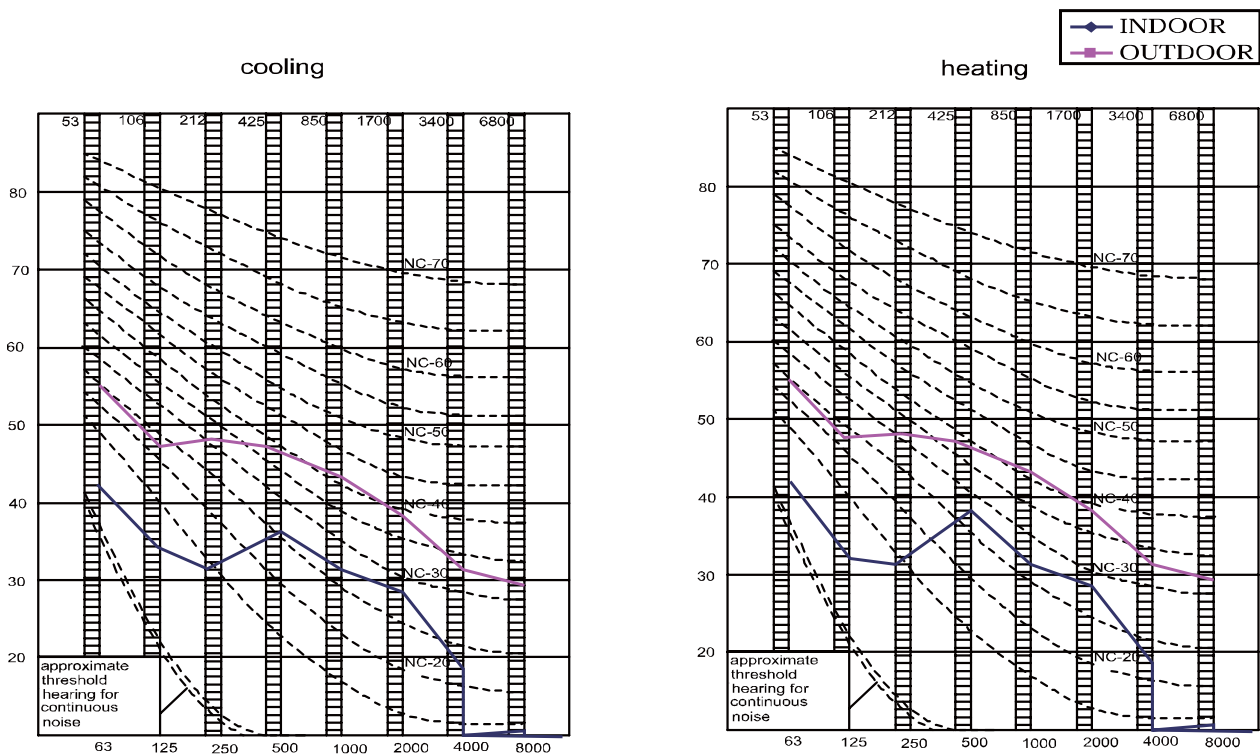 INDOOR
OUTDOOR
cooling
heating
53 106 212 425 850 1700 3400 6800
80
NC-70
70
60
NC-60
50
NC-50
40
NC-40
30
NC-30
20
NC-20
approximate
threshold
hearing for
continuous
noise
63 125 250 500 1000 2000 4000 8000
53 106 212 425 850 1700 3400 6800
80
NC-70
70
60
NC-60
50
NC-50
40
NC-40
30
NC-30
20
NC-20
approximate
threshold
hearing for
continuous
noise
63 125 250 500 1000 2000 4000 8000